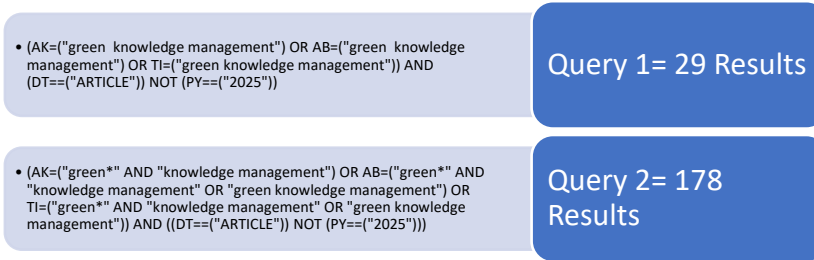 • (AK=("green  knowledge management") OR AB=("green  knowledge
management") OR TI=("green knowledge management")) AND
(DT==("ARTICLE")) NOT (PY==("2025"))
Query 1= 29 Results
• (AK=("green*" AND "knowledge management") OR AB=("green*" AND
"knowledge management" OR "green knowledge management") OR
TI=("green*" AND "knowledge management" OR "green knowledge
management")) AND ((DT==("ARTICLE")) NOT (PY==("2025")))
Query 2= 178
Results